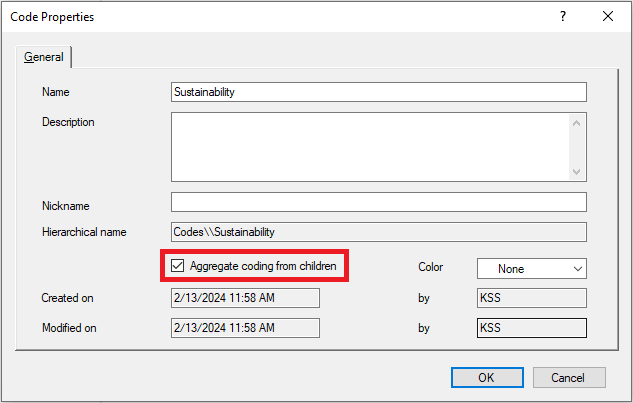 Code Properties
?
General
Name Sustainability
Description
Nickname
Hierarchical name Codes\\Sustainability
Aggregate coding from children Color None
Created on 2/13/2024 11:58 AM by KSS
Modified on 2/13/2024 11:58 AM by KSS
OK Cancel